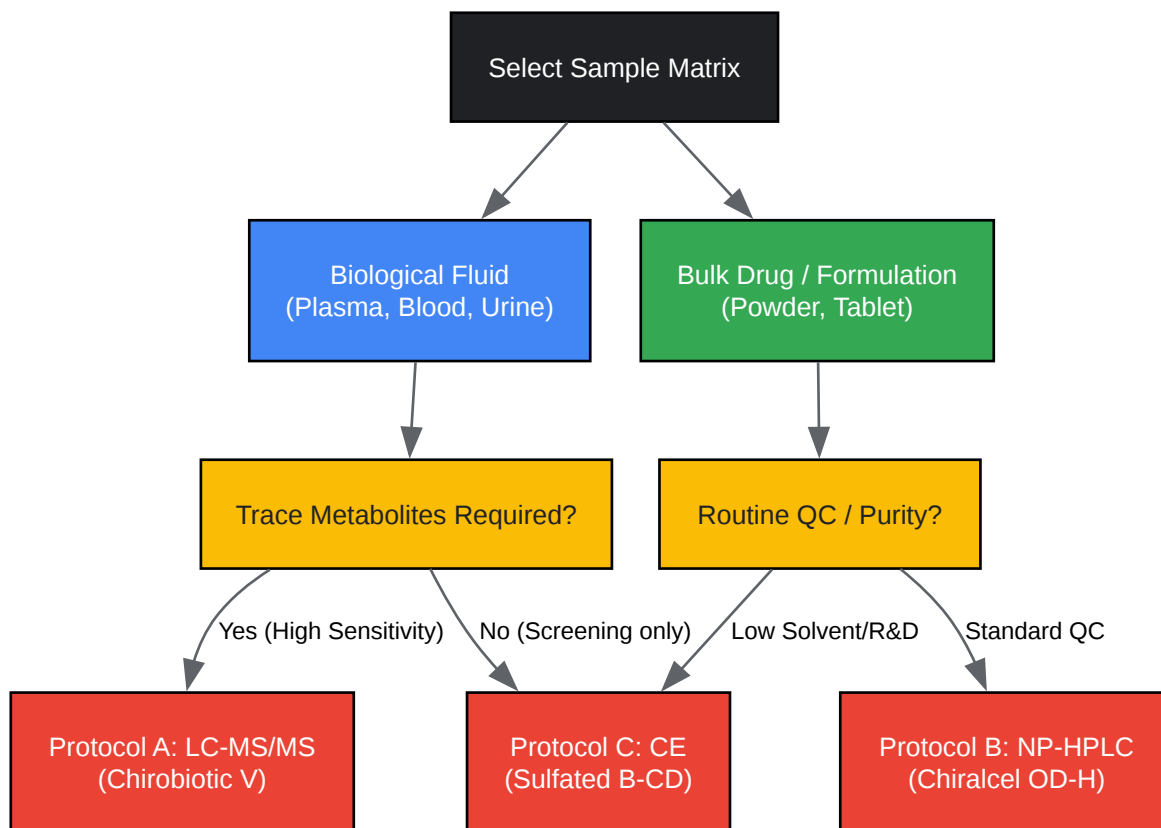 Select Sample Matrix
Biological Fluid
(Plasma, Blood, Urine)
Bulk Drug / Formulation
(Powder, Tablet)
Trace Metabolites Required?
Routine QC / Purity?
Yes (High Sensitivity)
No (Screening only)
Low Solvent/R&D
Standard QC
Protocol A: LC-MS/MS
(Chirobiotic V)
Protocol C: CE
(Sulfated B-CD)
Protocol B: NP-HPLC
(Chiralcel OD-H)